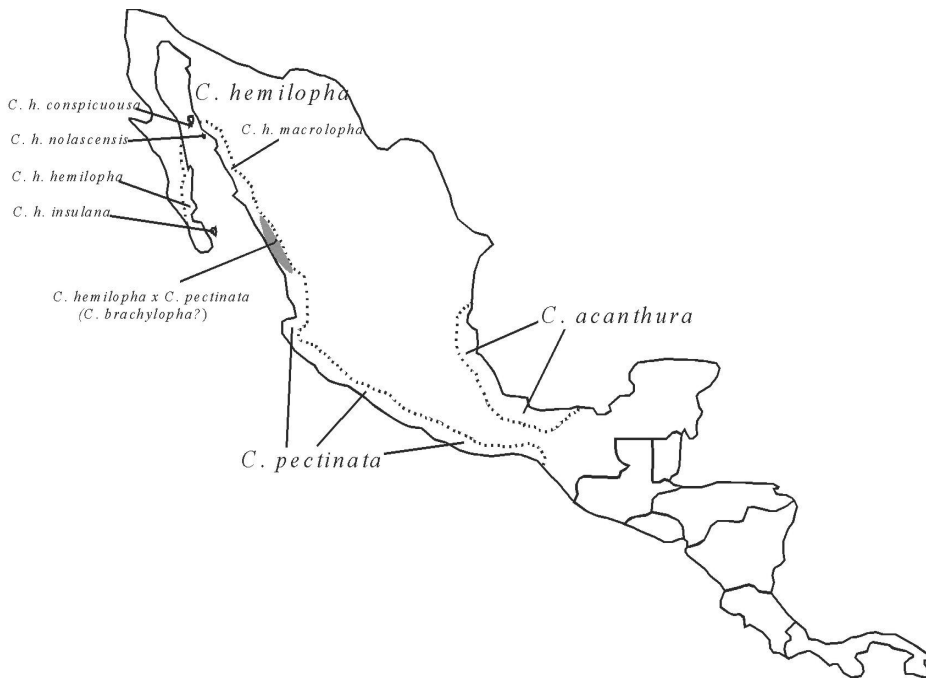 C. hemilopha
C. h. conspicuousa
C. h. macrolopha
C. h. nolascensis
C. h. hemilopha
C. h. insulana
C. hemilopha x C. pectinata
(C. brachylopha?)
C. acanthura
C. pectinata